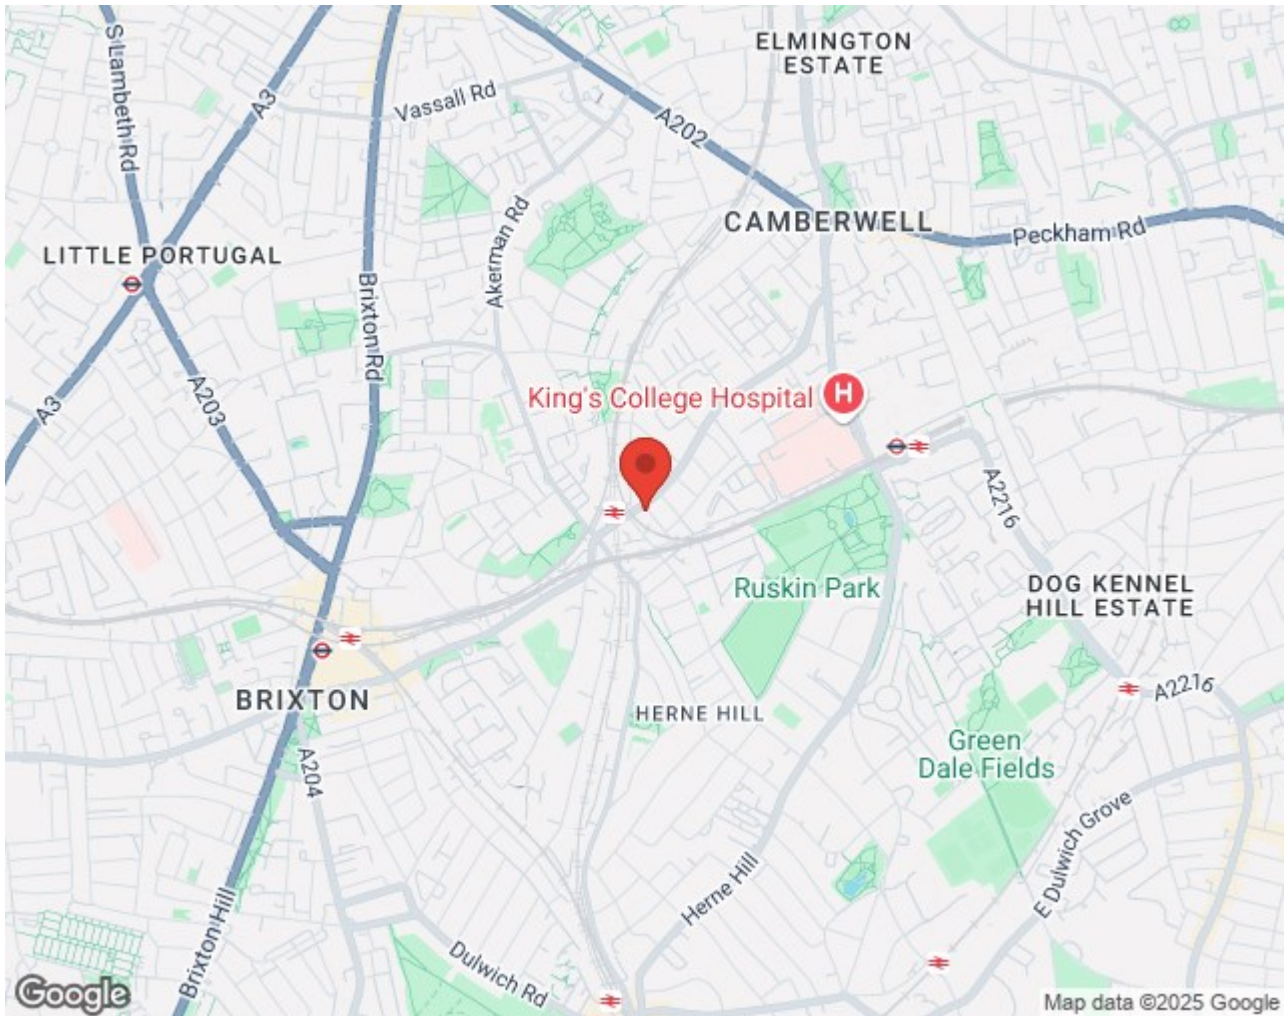 ELMINGTON
ESTATE
S Lambeth Rd
A3
Vassall Rd
A202
CAMBERWELL
Peckham Rd
Akerman Rd
LITTLE PORTUGAL
Brixton Rd
A3
A203
King's College Hospital
H
A2216
Ruskin Park
DOG KENNEL
HILL ESTATE
A2216
BRIXTON
HERNE HILL
Green
Dale Fields
A204
E Dulwich Grove
Herne Hill
Brixton Hill
Dulwich Rd
Google
Map data ©2025 Google